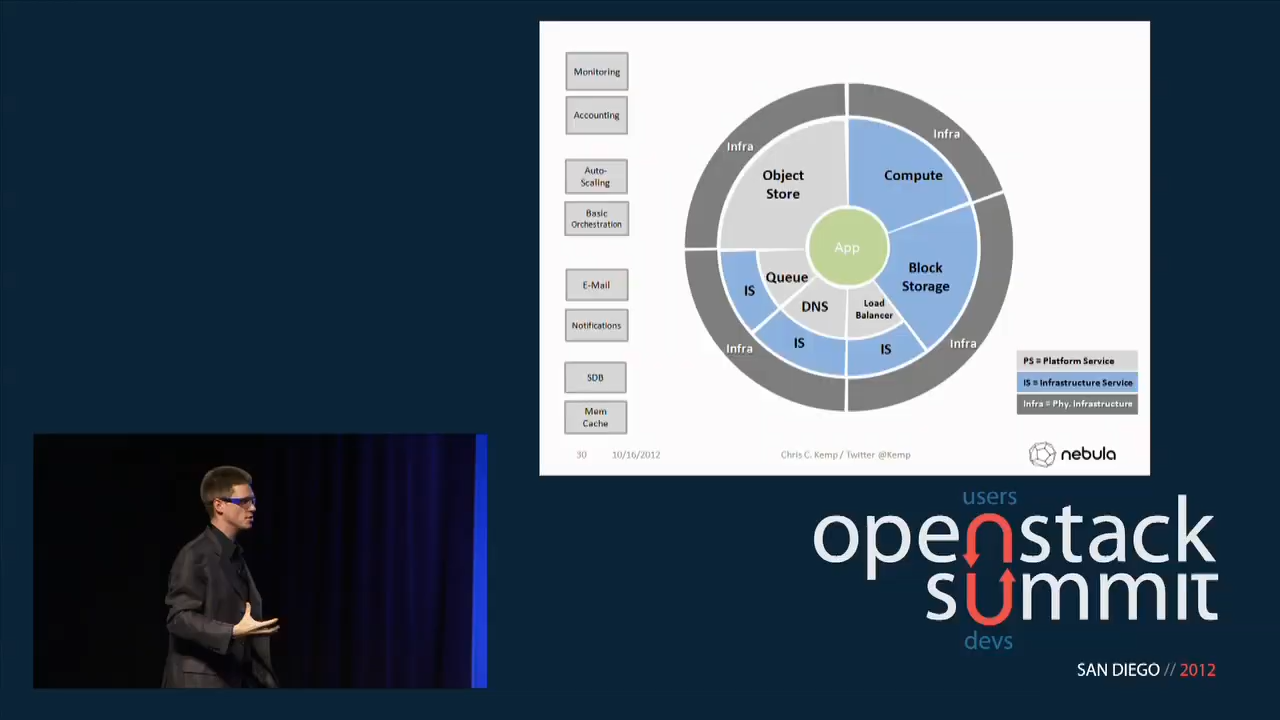 Monitoring
Accounting
Auto-
Scaling
Basic
Orchestration
E-Mail
Notifications
SDB
Mem
Cache
Infra
Infra
Object
Store
Compute
App
Queue
Block
Storage
IS
DNS
Load
Balancer
IS
IS
Infra
Infra
PS = Platform Service
IS = Infrastructure Service
Infra = Phy. Infrastructure
30
10/16/2012
Chris C. Kemp / Twitter @Kemp
nebula
users
openstack
summit
devs
SAN DIEGO // 2012